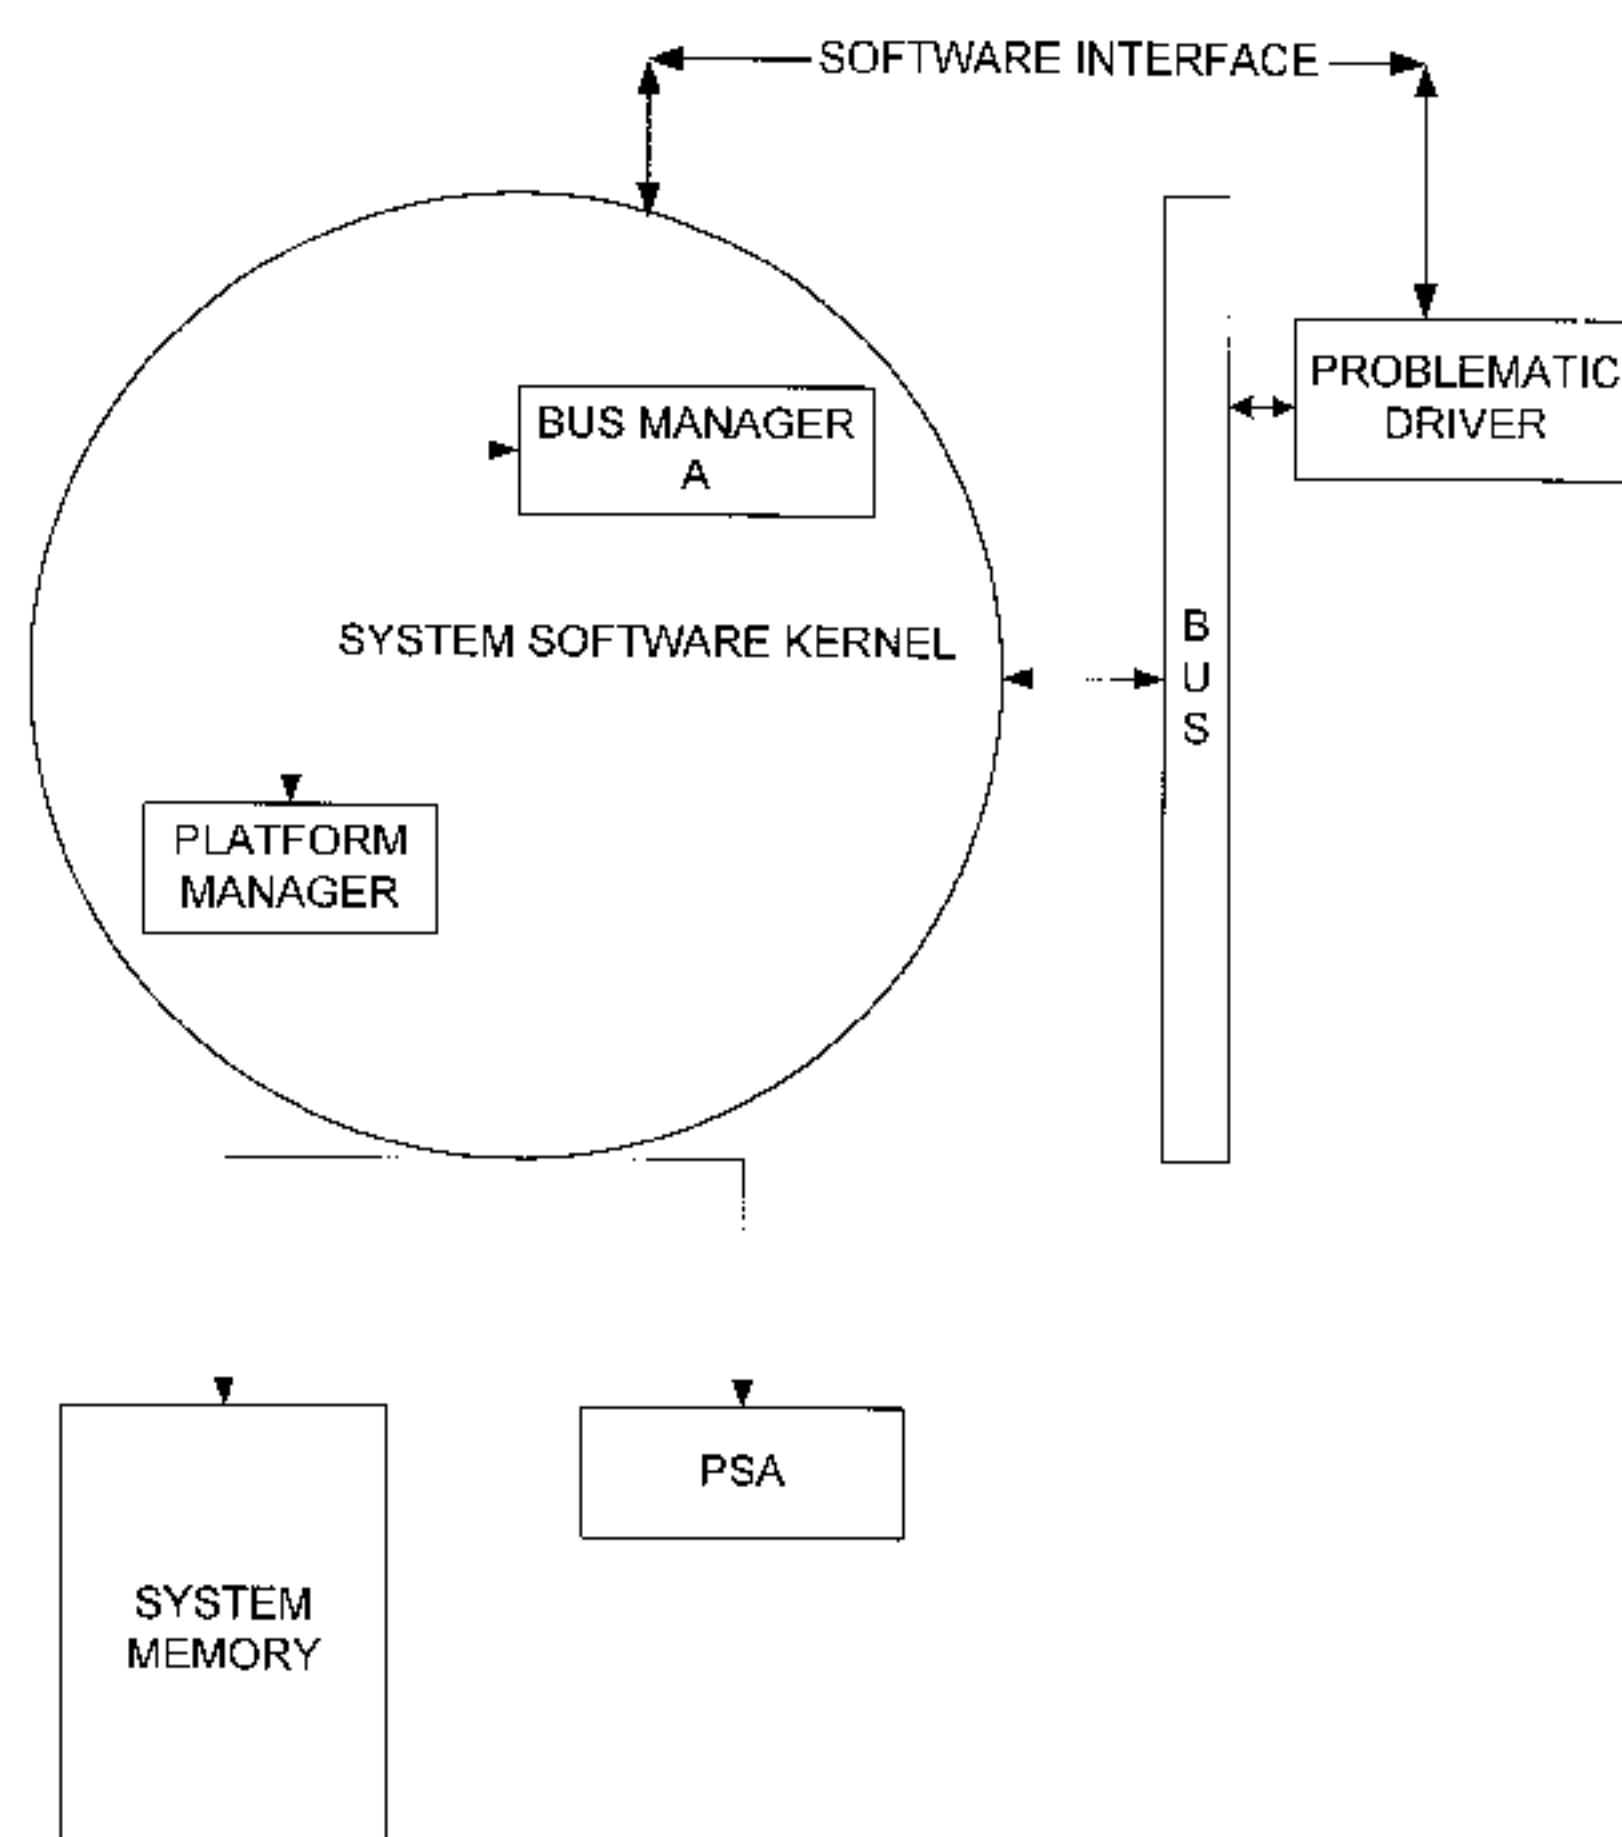 SOFTWARE INTERFACE
PROBLEMATIC
DRIVER
BUS MANAGER
A
SYSTEM SOFTWARE KERNEL
B
U
S
PLATFORM
MANAGER
PSA
SYSTEM
MEMORY